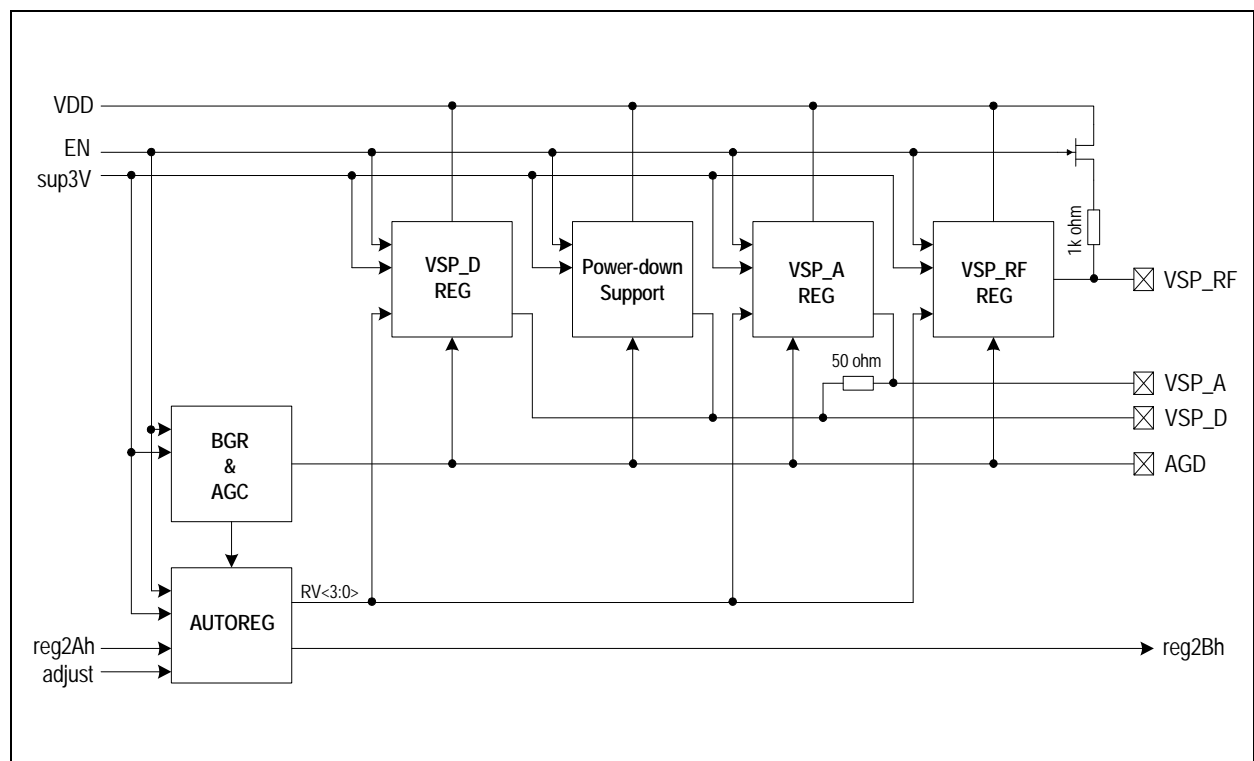 VDD
EN
sup3V
VSP_D
REG
Power-down
Support
VSP_A
REG
VSP_RF
REG
1k ohm
VSP_RF
50 ohm
VSP_A
VSP_D
BGR
&
AGC
AGD
AUTOREG
RV<3:0>
reg2Ah
adjust
reg2Bh